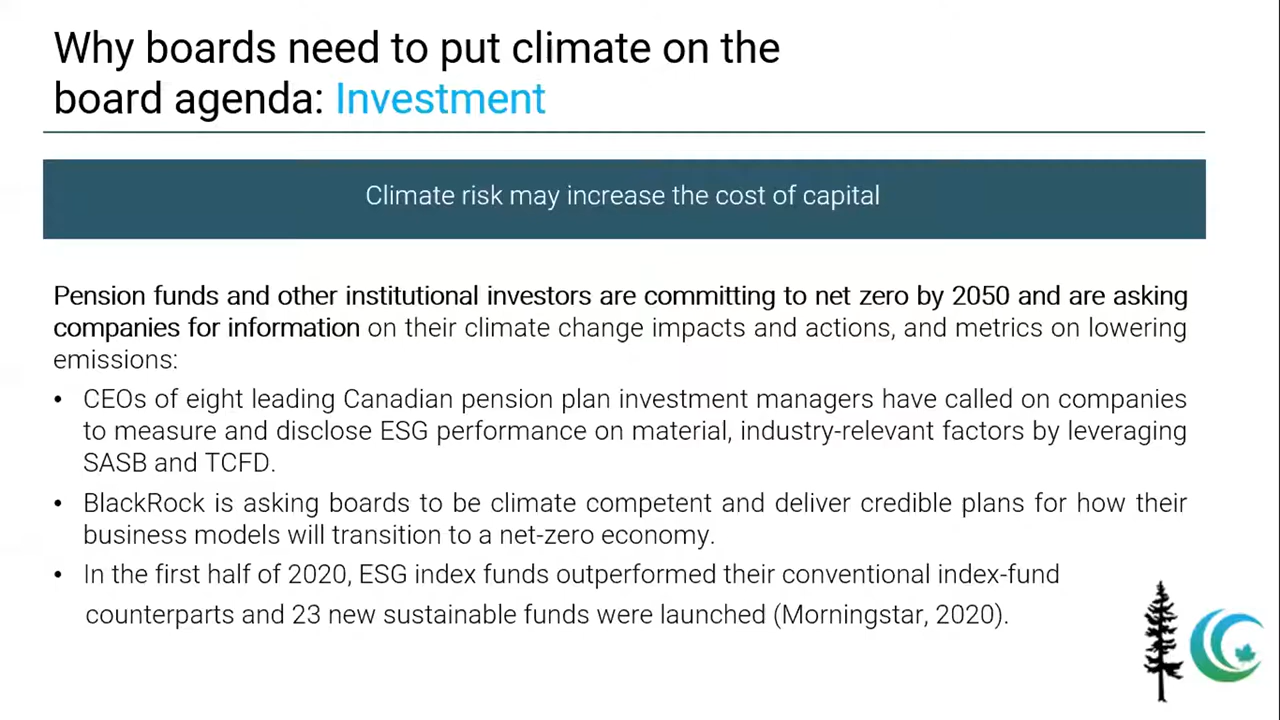 Why boards need to put climate on the
board agenda: Investment
Climate risk may increase the cost of capital
Pension funds and other institutional investors are committing to net zero by 2050 and are asking
companies for information on their climate change impacts and actions, and metrics on lowering
emissions:
• CEOs of eight leading Canadian pension plan investment managers have called on companies
to measure and disclose ESG performance on material, industry-relevant factors by leveraging
SASB and TCFD.
• BlackRock is asking boards to be climate competent and deliver credible plans for how their
business models will transition to a net-zero economy.
• In the first half of 2020, ESG index funds outperformed their conventional index-fund
counterparts and 23 new sustainable funds were launched (Morningstar, 2020).